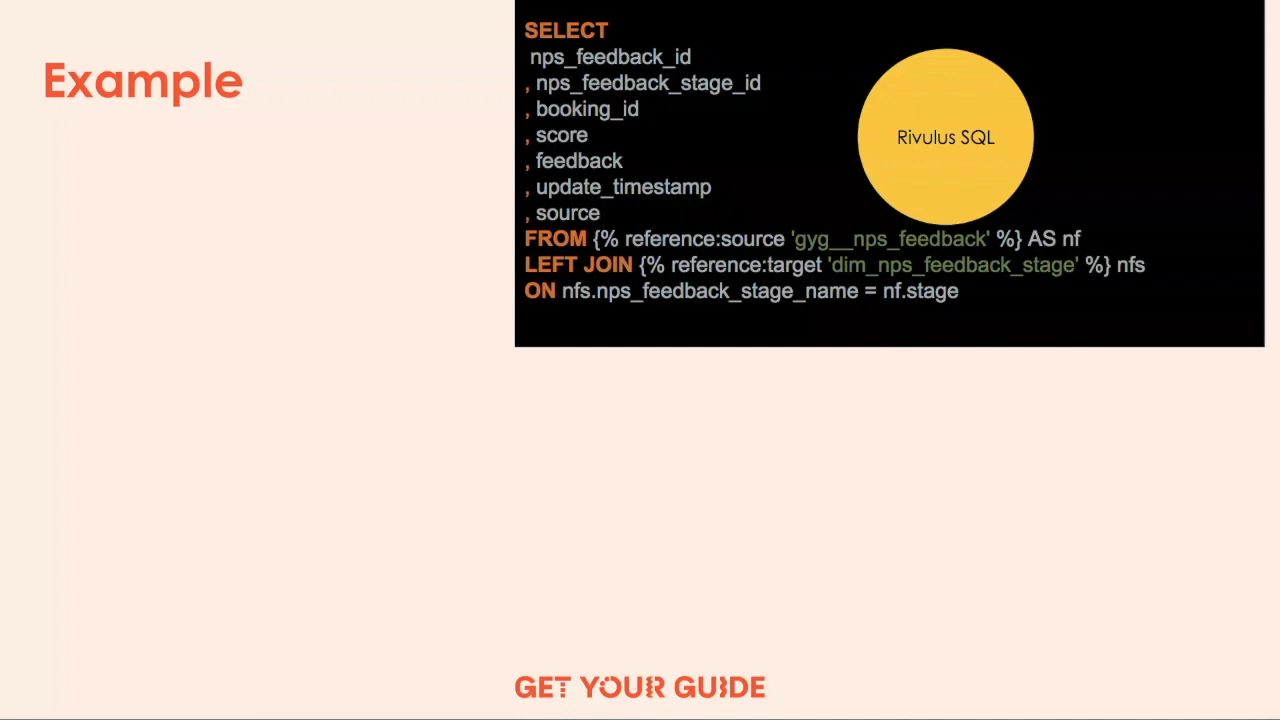 Example
SELECT
nps_feedback_id
, nps_feedback_stage_id
, booking_id
, score
, feedback
, update_timestamp
, source
FROM {% reference:source 'gyg__nps_feedback' %} AS nf
LEFT JOIN {% reference:target 'dim_nps_feedback_stage' %} nfs
ON nfs.nps_feedback_stage_name = nf.stage
Rivulus SQL
GET YOUR GUIDE